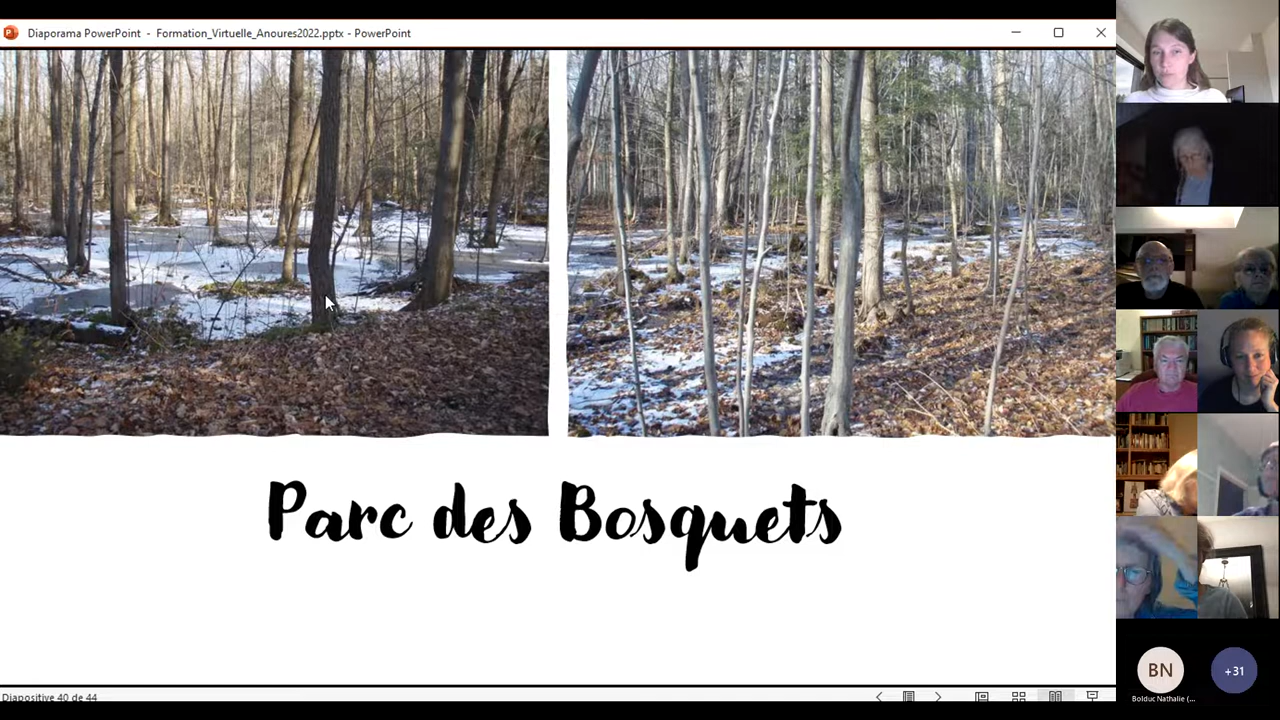 Diaporama PowerPoint - Formation_Virtuelle_Anoures2022.pptx - PowerPoint
Parc des Bosquets
BN
+31
Bolduc Nathalie (...
Diapositive 40 de 44